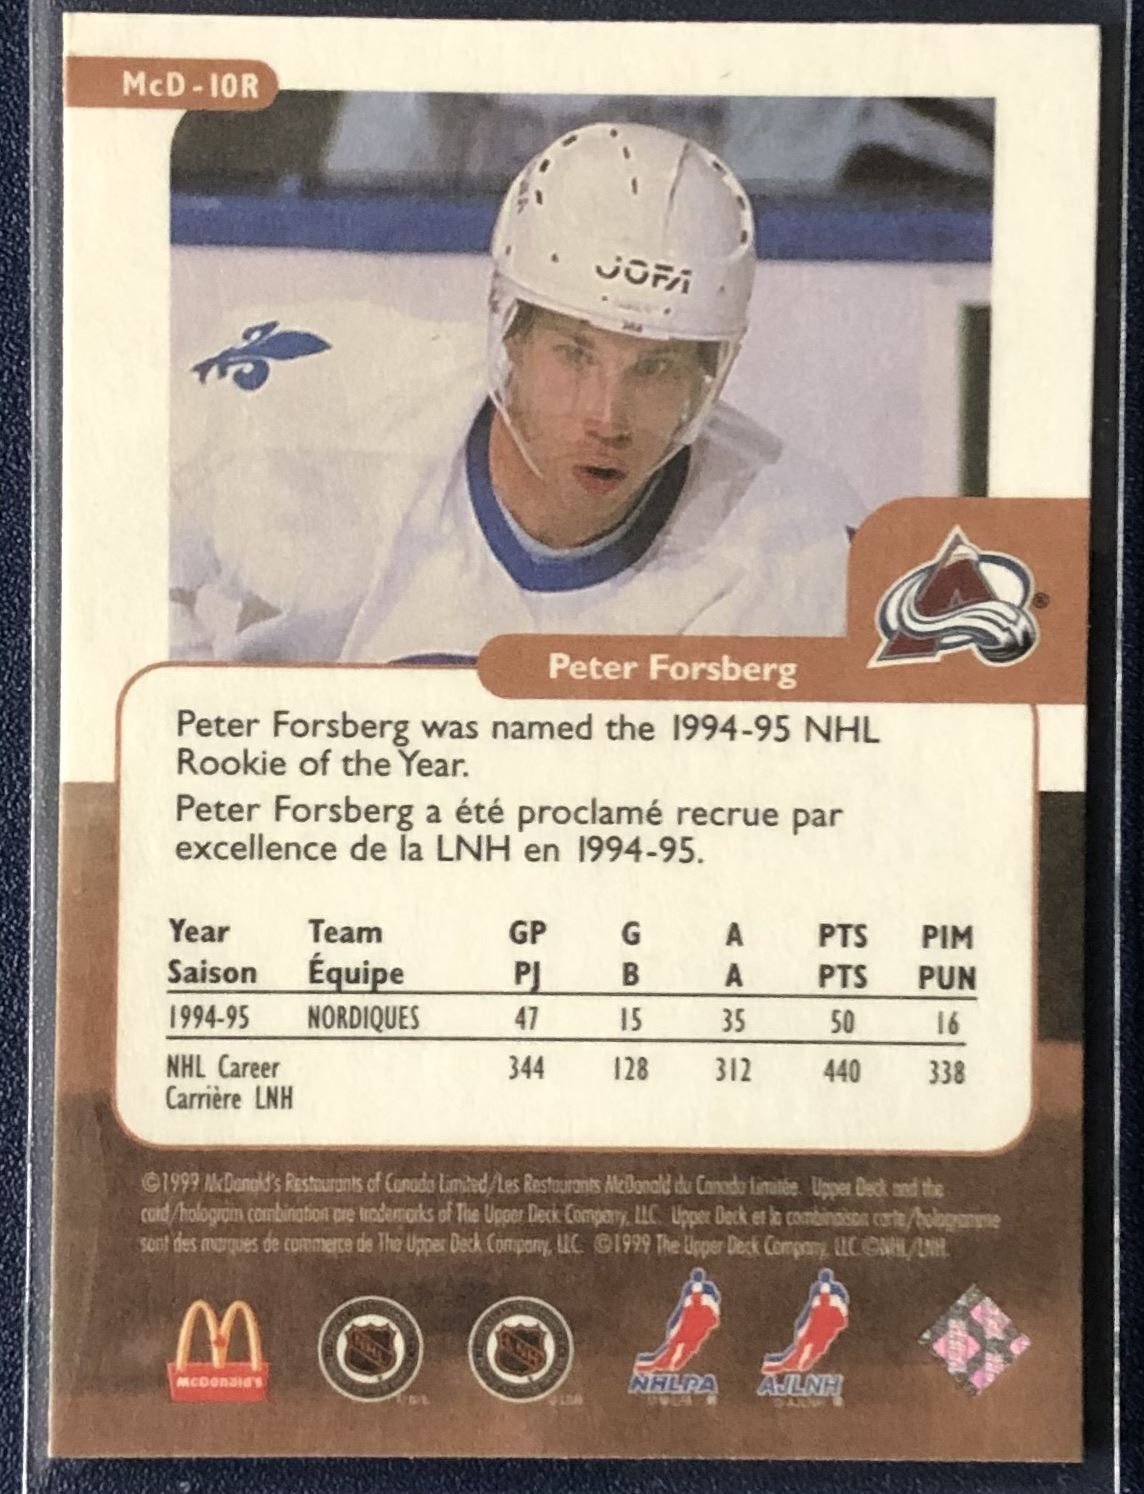 McD-10R
JOFA
Peter Forsberg
Peter Forsberg was named the 1994-95 NHL
Rookie of the Year.
Peter Forsberg a été proclamé recrue par
excellence de la LNH en 1994-95.
Year Team GP G A PTS PIM
Saison Équipe PJ B A PTS PUN
1994-95 NORDIQUES 47 15 35 50 16
NHL Career 344 128 312 440 338
Carrière LNH
©1999 McDonald's Restaurants of Canada Limited/Les Restaurants McDonald du Canada Limitée. Upper Deck and the
card/hologram combination are trademarks of The Upper Deck Company, LLC. Upper Deck et la combinaison carte/hologramme
sont des marques de commerce de The Upper Deck Company, LLC. ©1999 The Upper Deck Company, LLC. ©NHL/LNH.
McDonald's NHL LNH NHLPA AJLNH